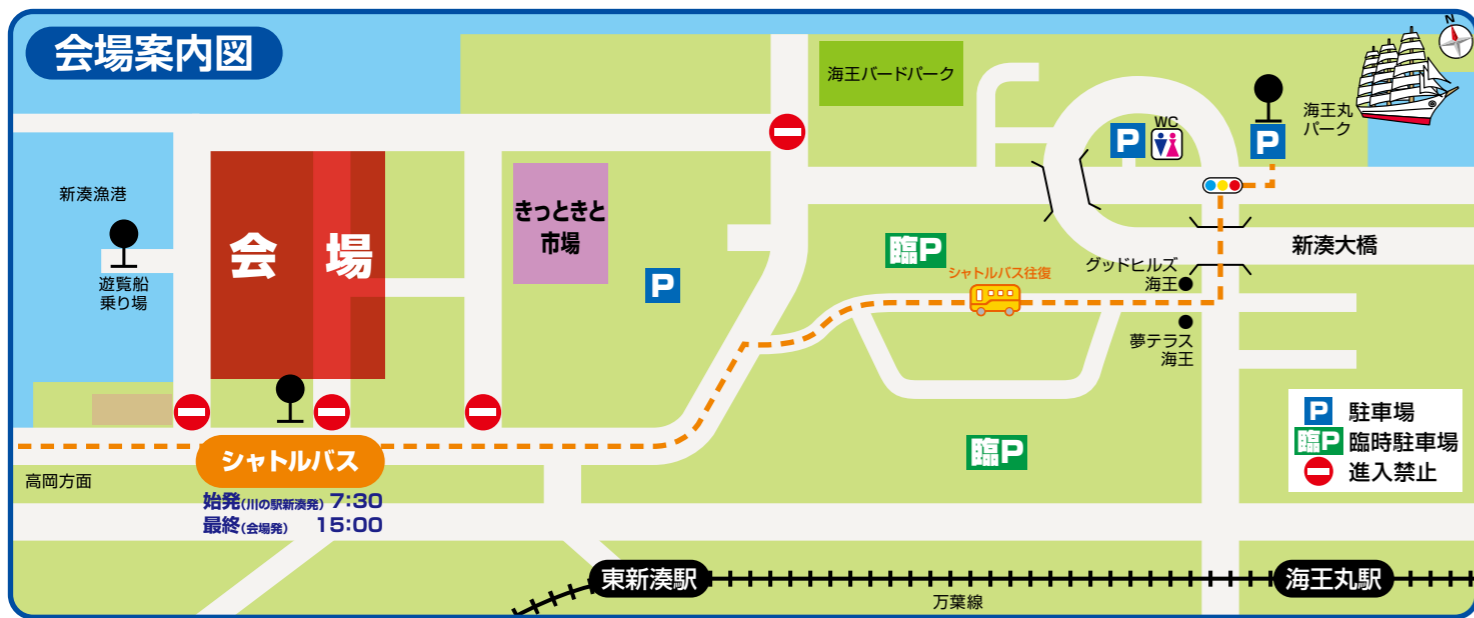 会場案内図
N
海王バードパーク
海王丸
パーク
WC
P
P
新湊漁港
会場
きっときと
市場
遊覧船
乗り場
P
臨P
シャトルバス往復
グッドヒルズ
海王
新湊大橋
夢テラス
海王
P 駐車場
臨P 臨時駐車場
進入禁止
臨P
シャトルバス
高岡方面
始発(川の駅新湊発) 7:30
最終(会場発) 15:00
東新湊駅
海王丸駅
万葉線